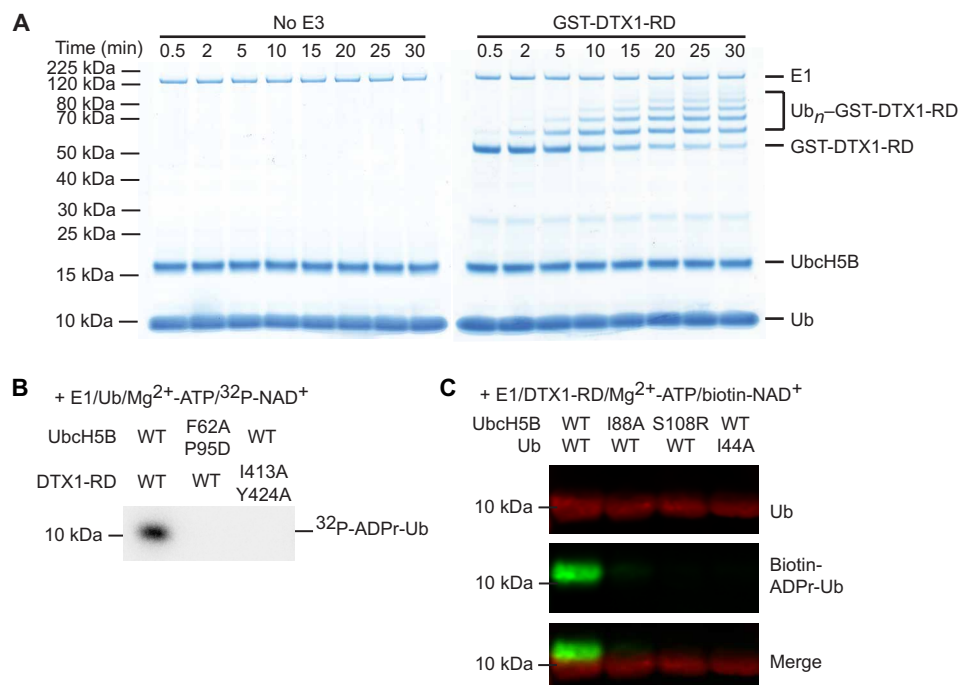 A
No E3
GST-DTX1-RD
Time (min) 0.5 2 5 10 15 20 25 30 0.5 2 5 10 15 20 25 30
225 kDa
120 kDa
80 kDa
70 kDa
50 kDa
40 kDa
30 kDa
25 kDa
15 kDa
10 kDa
E1
Ubn–GST-DTX1-RD
GST-DTX1-RD
UbcH5B
Ub
B
+ E1/Ub/Mg2+-ATP/32P-NAD+
UbcH5B WT F62A P95D WT
DTX1-RD WT WT I413A Y424A
10 kDa
32P-ADPr-Ub
C
+ E1/DTX1-RD/Mg2+-ATP/biotin-NAD+
UbcH5B WT I88A S108R WT
Ub WT WT WT I44A
10 kDa
Ub
10 kDa
Biotin-
ADPr-Ub
10 kDa
Merge